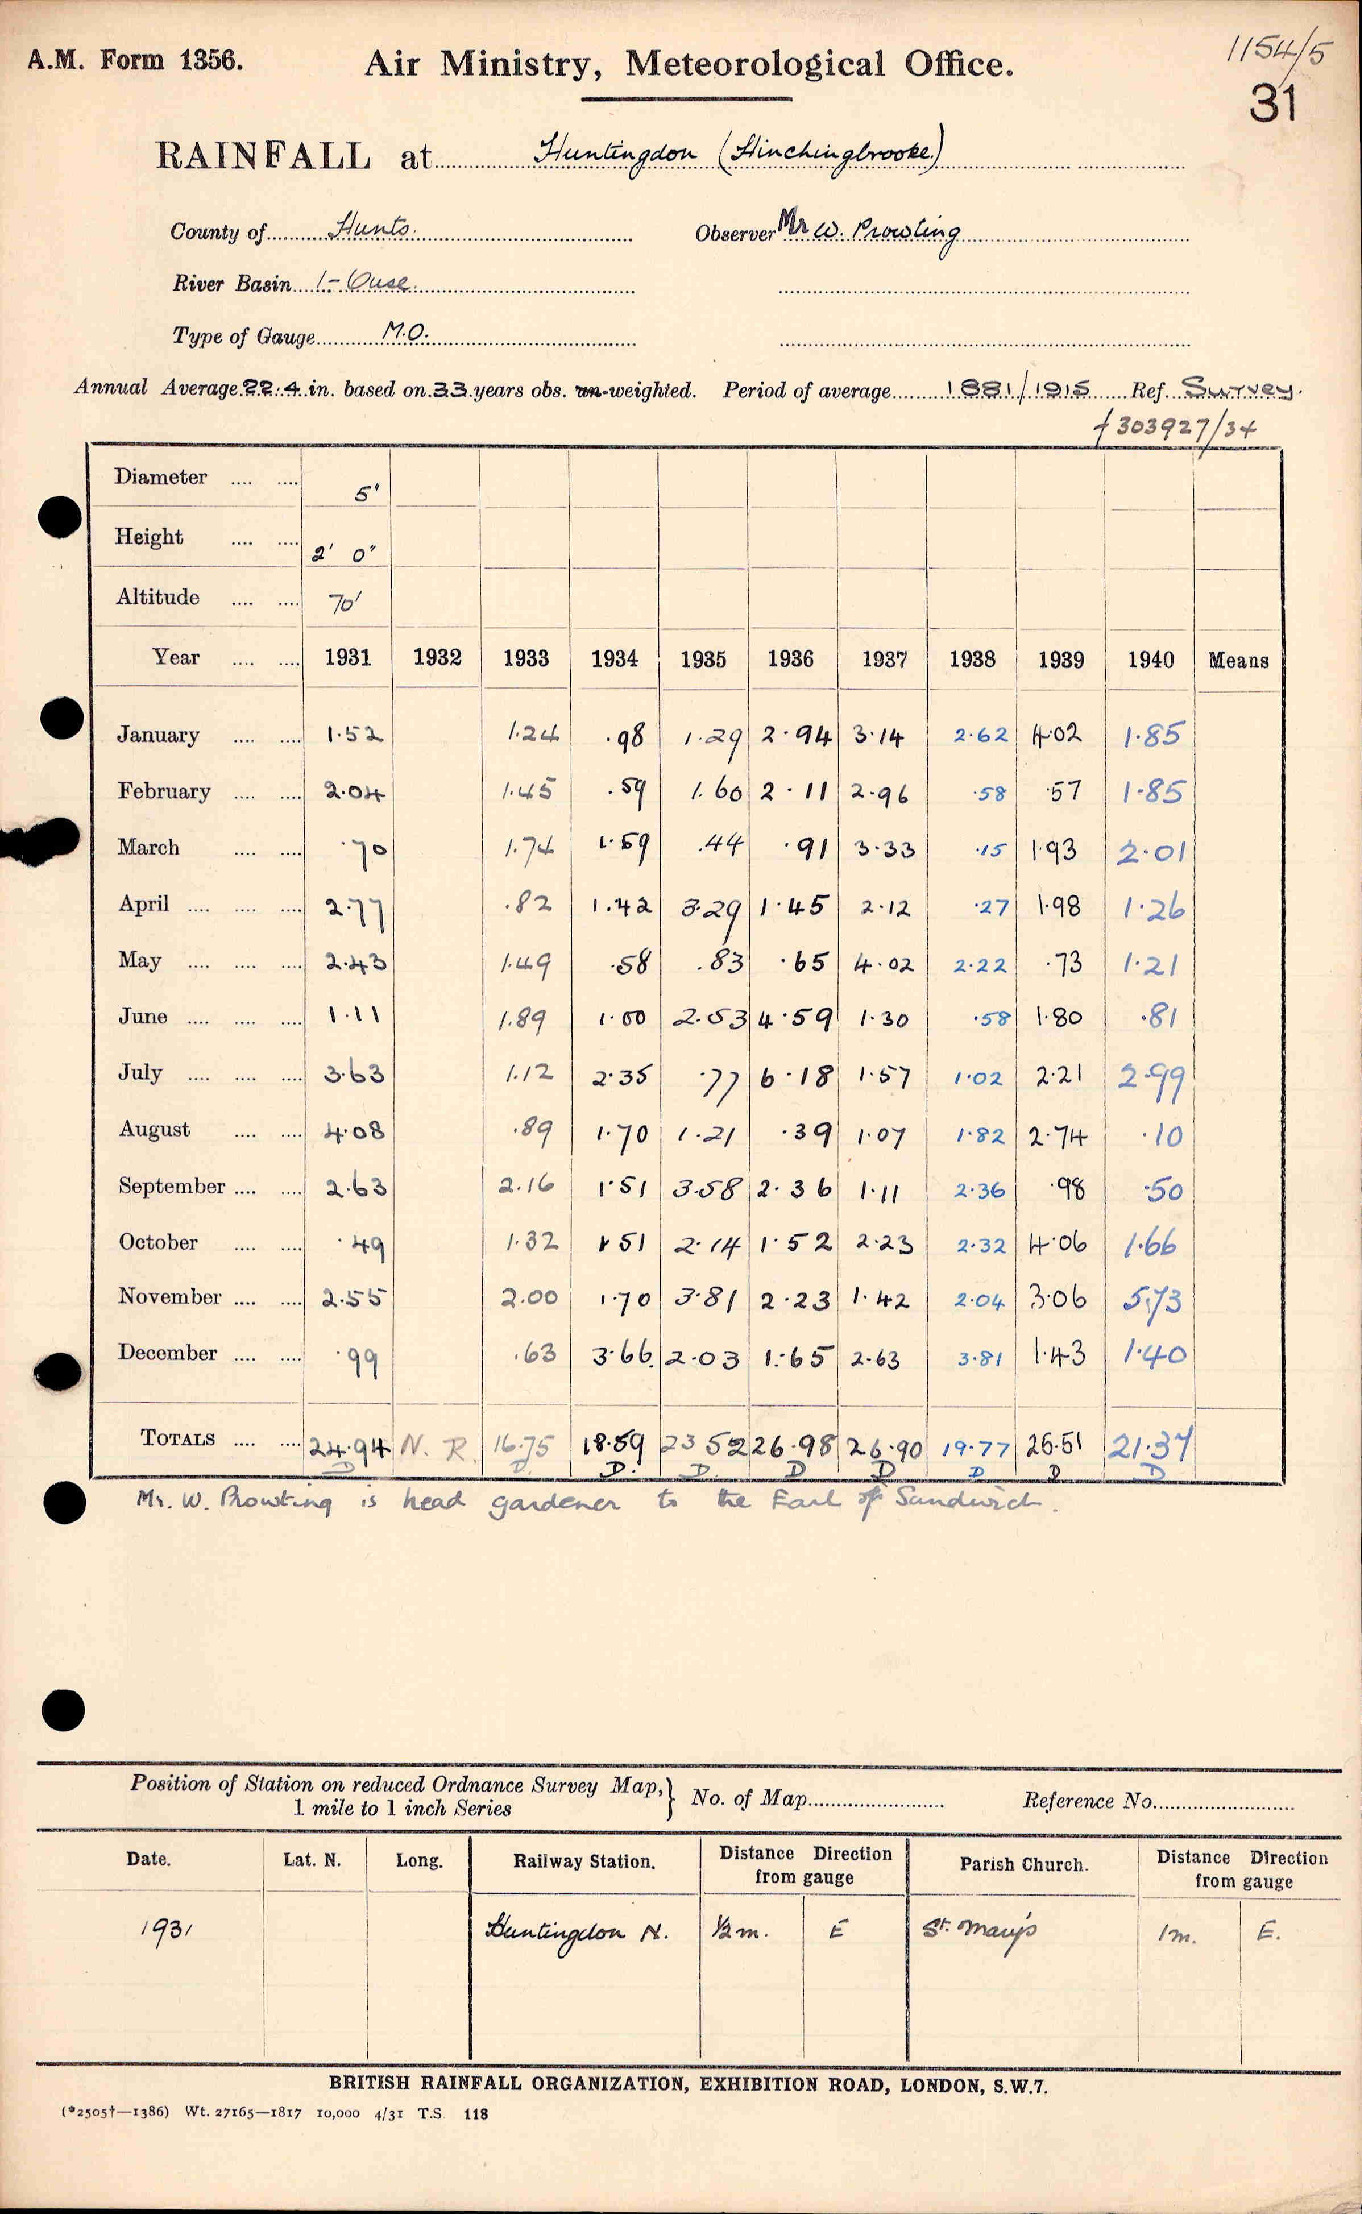 1154/5
A.M. Form 1356. Air Ministry, Meteorological Office. 31
RAINFALL at Huntingdon (Hinchingbrooke)
County of Hunts. Observer Mr W. Prowting
River Basin 1-Ouse.
Type of Gauge M.O.
Annual Average 22.4 in. based on 33 years obs. un-weighted. Period of average 1881/1915 Ref. Survey.
f 303927/34
Diameter .... .... 5"
Height .... .... 2' 0"
Altitude .... .... 70'
Year .... .... 1931 1932 1933 1934 1935 1936 1937 1938 1939 1940 Means
January .... .... 1.52 1.24 .98 1.29 2.94 3.14 2.62 4.02 1.85
February .... .... 2.04 1.45 .59 1.60 2.11 2.96 .58 .57 1.85
March .... .... .70 1.74 1.59 .44 .91 3.33 .15 1.93 2.01
April .... .... .... 2.77 .82 1.42 3.29 1.45 2.12 .27 1.98 1.26
May .... .... .... 2.43 1.49 .58 .83 .65 4.02 2.22 .73 1.21
June .... .... .... 1.11 1.89 1.00 2.53 4.59 1.30 .58 1.80 .81
July .... .... .... 3.63 1.12 2.35 .77 6.18 1.57 1.02 2.21 2.99
August .... .... 4.08 .89 1.70 1.21 .39 1.07 1.82 2.74 .10
September .... .... 2.63 2.16 1.51 3.58 2.36 1.11 2.36 .98 .50
October .... .... .49 1.32 1.51 2.14 1.52 2.23 2.32 4.06 1.66
November .... .... 2.55 2.00 1.70 3.81 2.23 1.42 2.04 3.06 5.73
December .... .... .99 .63 3.66 2.03 1.65 2.63 3.81 1.43 1.40
TOTALS .... .... 24.94 N. R. 16.75 18.59 23.52 26.98 26.90 19.77 25.51 21.37
D D D. D. D D D D D
Mr. W. Prowting is head gardener to the Earl of Sandwich.
Position of Station on reduced Ordnance Survey Map, } No. of Map Reference No.
1 mile to 1 inch Series
Date. Lat. N. Long. Railway Station. Distance Direction from gauge Parish Church. Distance Direction from gauge
1931 Huntingdon N. ½m. E St. Mary's 1m. E.
BRITISH RAINFALL ORGANIZATION, EXHIBITION ROAD, LONDON, S.W.7.
(*2505†—1386) Wt. 27165—1817 10,000 4/31 T.S. 118